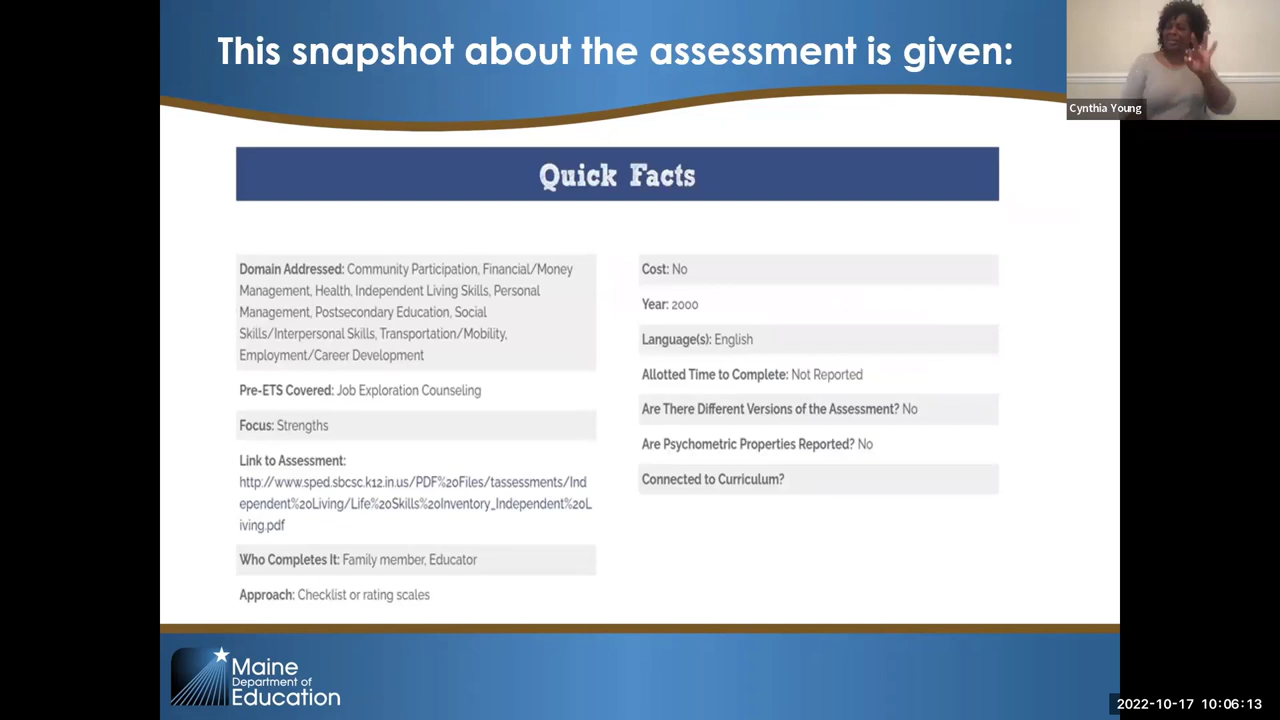 This snapshot about the assessment is given:
Cynthia Young
Quick Facts
Domain Addressed: Community Participation, Financial/Money
Management, Health, Independent Living Skills, Personal
Management, Postsecondary Education, Social
Skills/Interpersonal Skills, Transportation/Mobility,
Employment/Career Development
Pre-ETS Covered: Job Exploration Counseling
Focus: Strengths
Link to Assessment:
http://www.sped.sbcsc.k12.in.us/PDF%20Files/tassessments/Ind
ependent%20Living/Life%20Skills%20Inventory_Independent%20L
iving.pdf
Who Completes It: Family member, Educator
Approach: Checklist or rating scales
Cost: No
Year: 2000
Language(s): English
Allotted Time to Complete: Not Reported
Are There Different Versions of the Assessment? No
Are Psychometric Properties Reported? No
Connected to Curriculum?
Maine
Department of
Education
2022-10-17 10:06:13